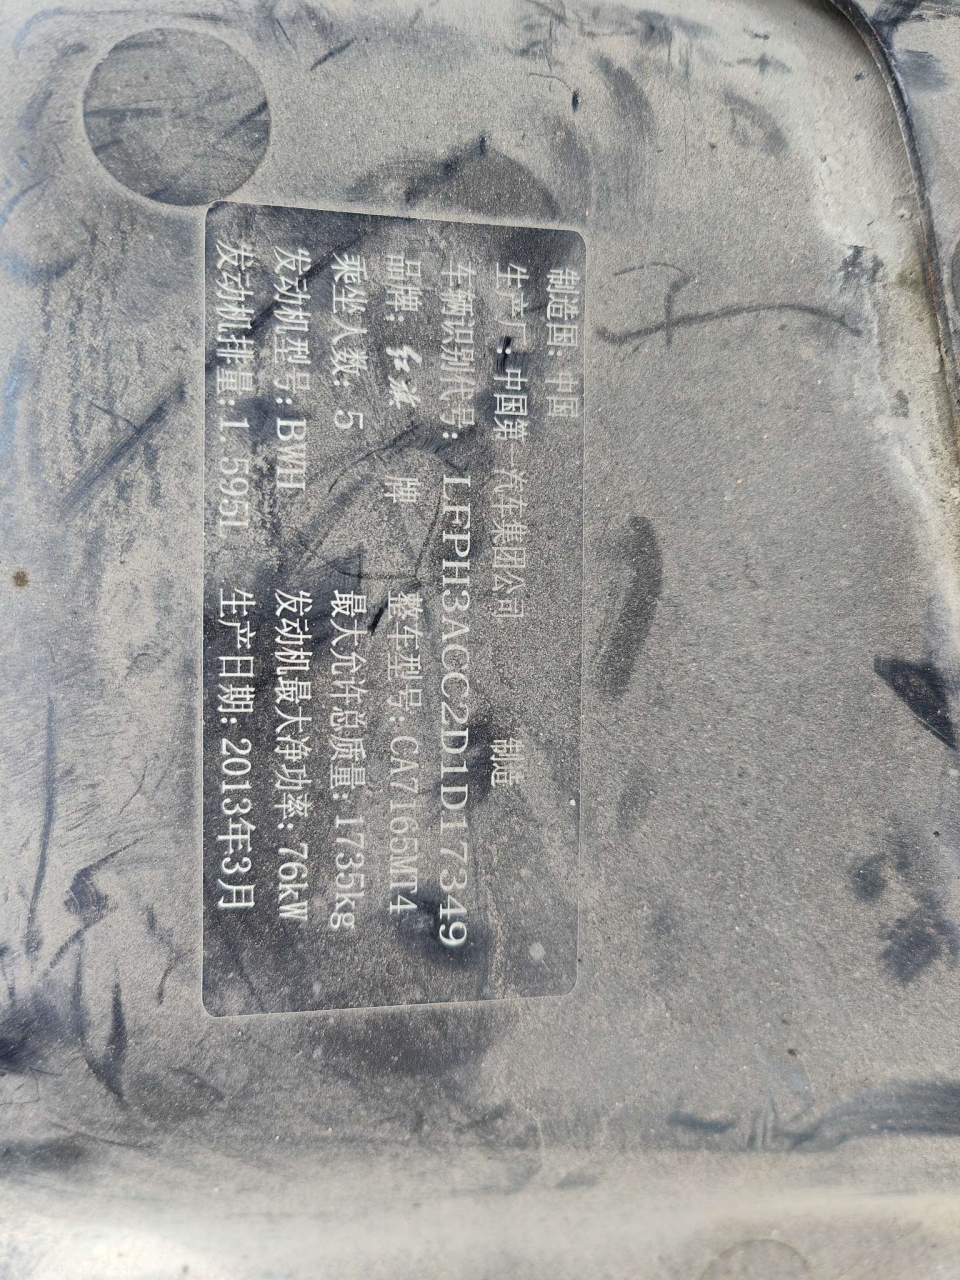 制造国: 中国
生产厂: 中国第一汽车集团公司 制造
车辆识别代号: LFPH3ACC2D1D17349
品牌: 红旗 牌 整车型号: CA7165MT4
乘坐人数: 5 最大允许总质量: 1735kg
发动机型号: BWH 发动机最大净功率: 76kW
发动机排量: 1.595L 生产日期: 2013年3月